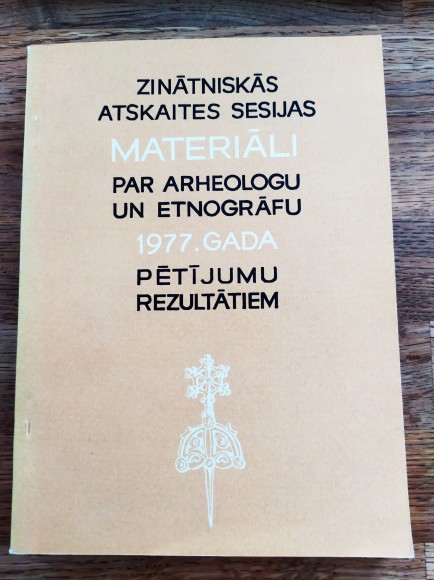 ZINĀTNISKĀS
ATSKAITES SESIJAS
MATERIĀLI
PAR ARHEOLOGU
UN ETNOGRĀFU
1977. GADA
PĒTĪJUMU
REZULTĀTIEM